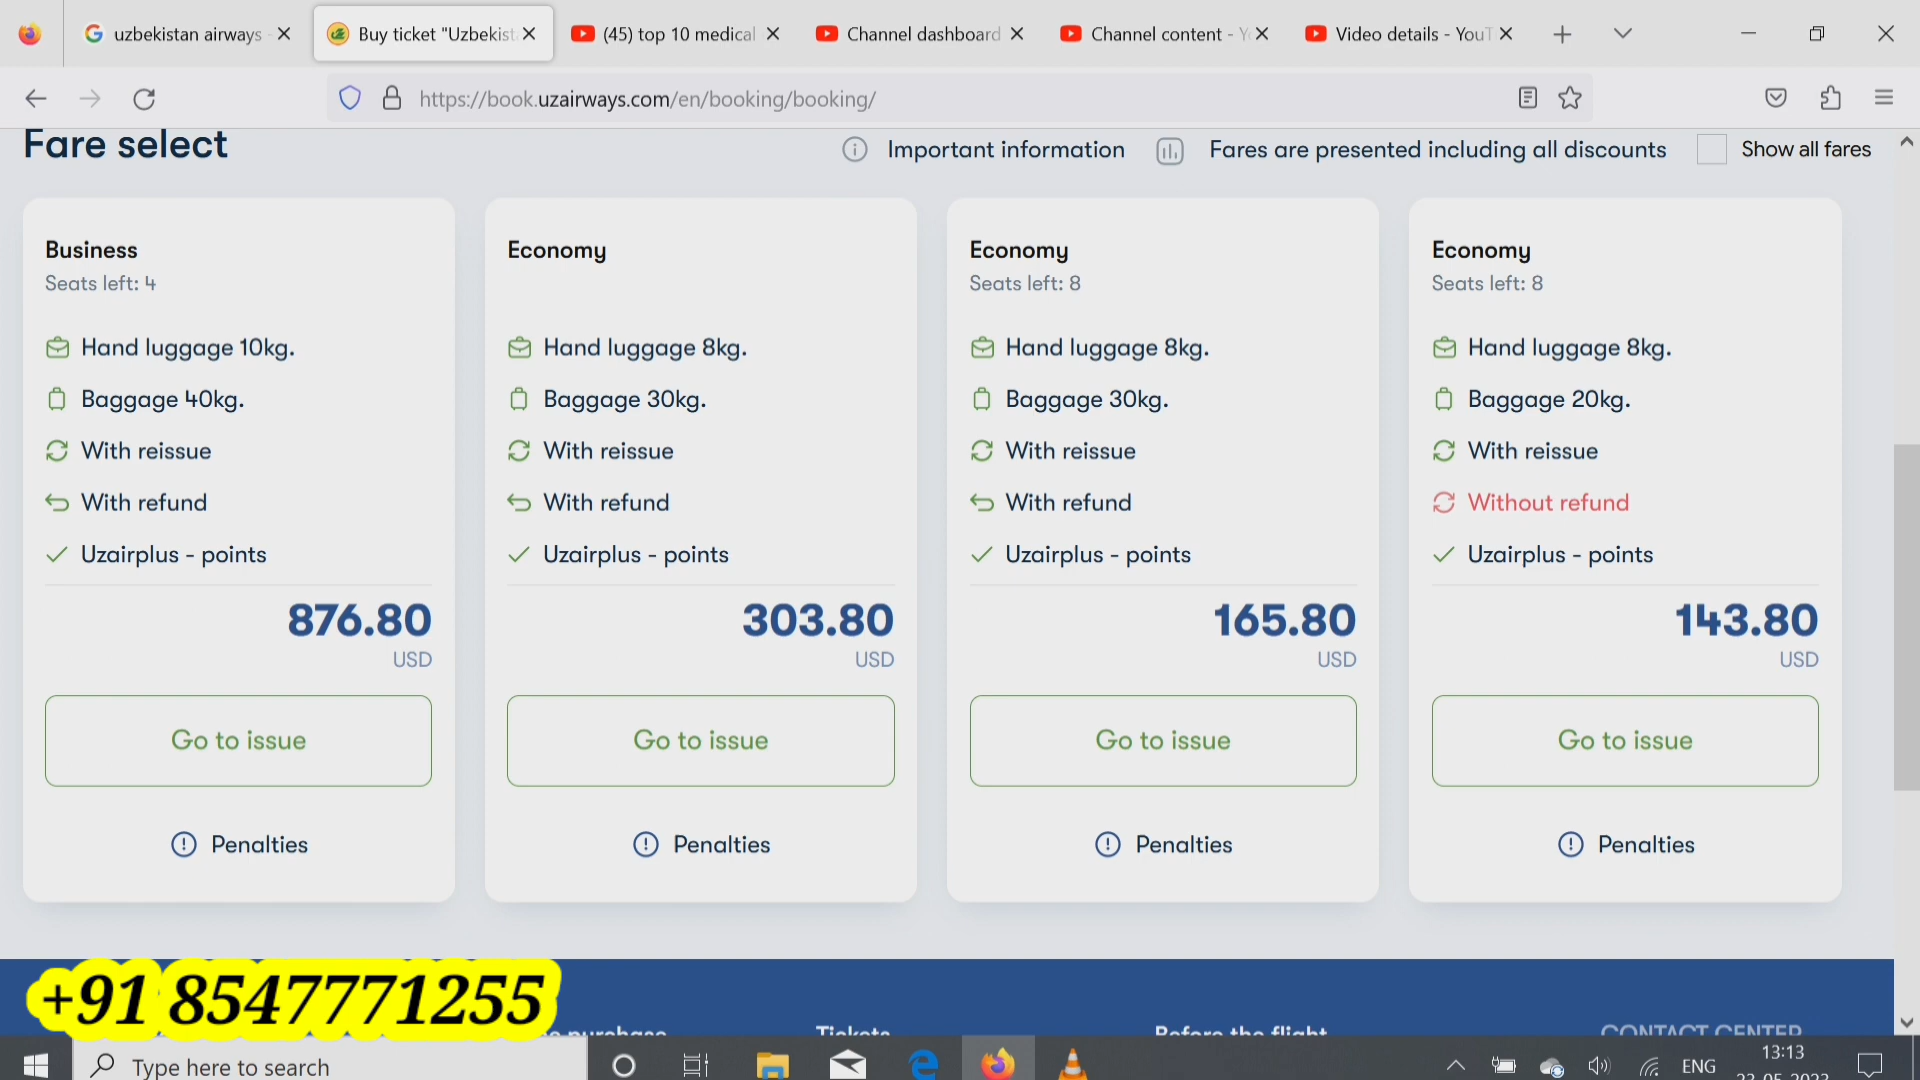 uzbekistan airways
Buy ticket "Uzbekist
(45) top 10 medical
Channel dashboard
Channel content - Y
Video details - YouT
https://book.uzairways.com/en/booking/booking/
Fare select
Important information
Fares are presented including all discounts
Show all fares
Business
Seats left: 4
Hand luggage 10kg.
Baggage 40kg.
With reissue
With refund
Uzairplus - points
876.80
USD
Go to issue
Penalties
Economy
Hand luggage 8kg.
Baggage 30kg.
With reissue
With refund
Uzairplus - points
303.80
USD
Go to issue
Penalties
Economy
Seats left: 8
Hand luggage 8kg.
Baggage 30kg.
With reissue
With refund
Uzairplus - points
165.80
USD
Go to issue
Penalties
Economy
Seats left: 8
Hand luggage 8kg.
Baggage 20kg.
With reissue
Without refund
Uzairplus - points
143.80
USD
Go to issue
Penalties
+91 8547771255
purchase
Tickets
Before the flight
CONTACT CENTER
Type here to search
ENG
13:13
23-05-2023